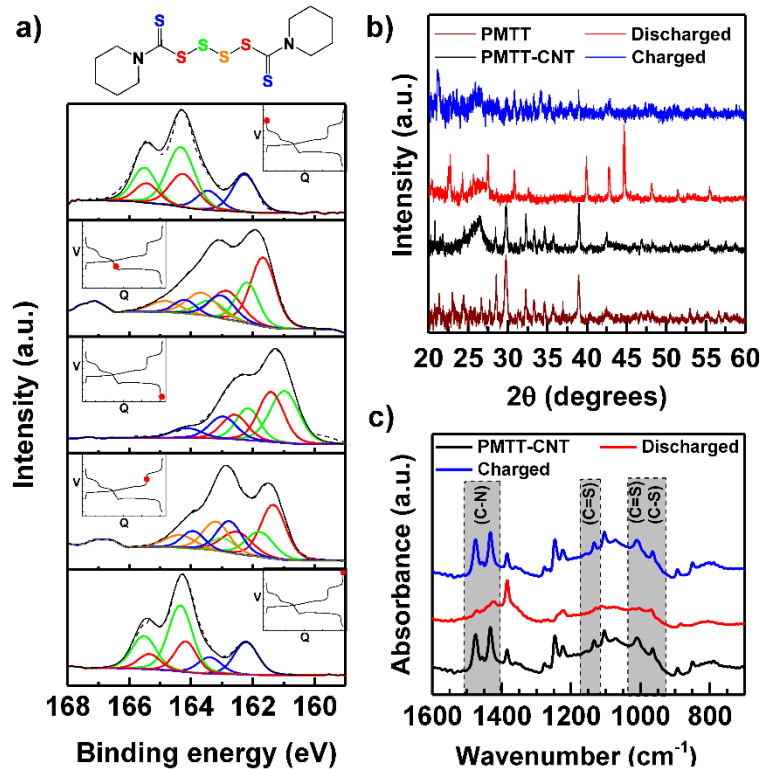 a)
S
S
N
S
S
S
N
S
V
Q
V
Q
V
Q
V
Q
V
Q
Intensity (a.u.)
168 166 164 162 160
Binding energy (eV)
b)
PMTT
Discharged
PMTT-CNT
Charged
Intensity (a.u.)
20 25 30 35 40 45 50 55 60
2θ (degrees)
c)
PMTT-CNT
Discharged
Charged
(C-N)
(C=S)
(C=S)
(C-S)
Absorbance (a.u.)
1600 1400 1200 1000 800
Wavenumber (cm⁻¹)